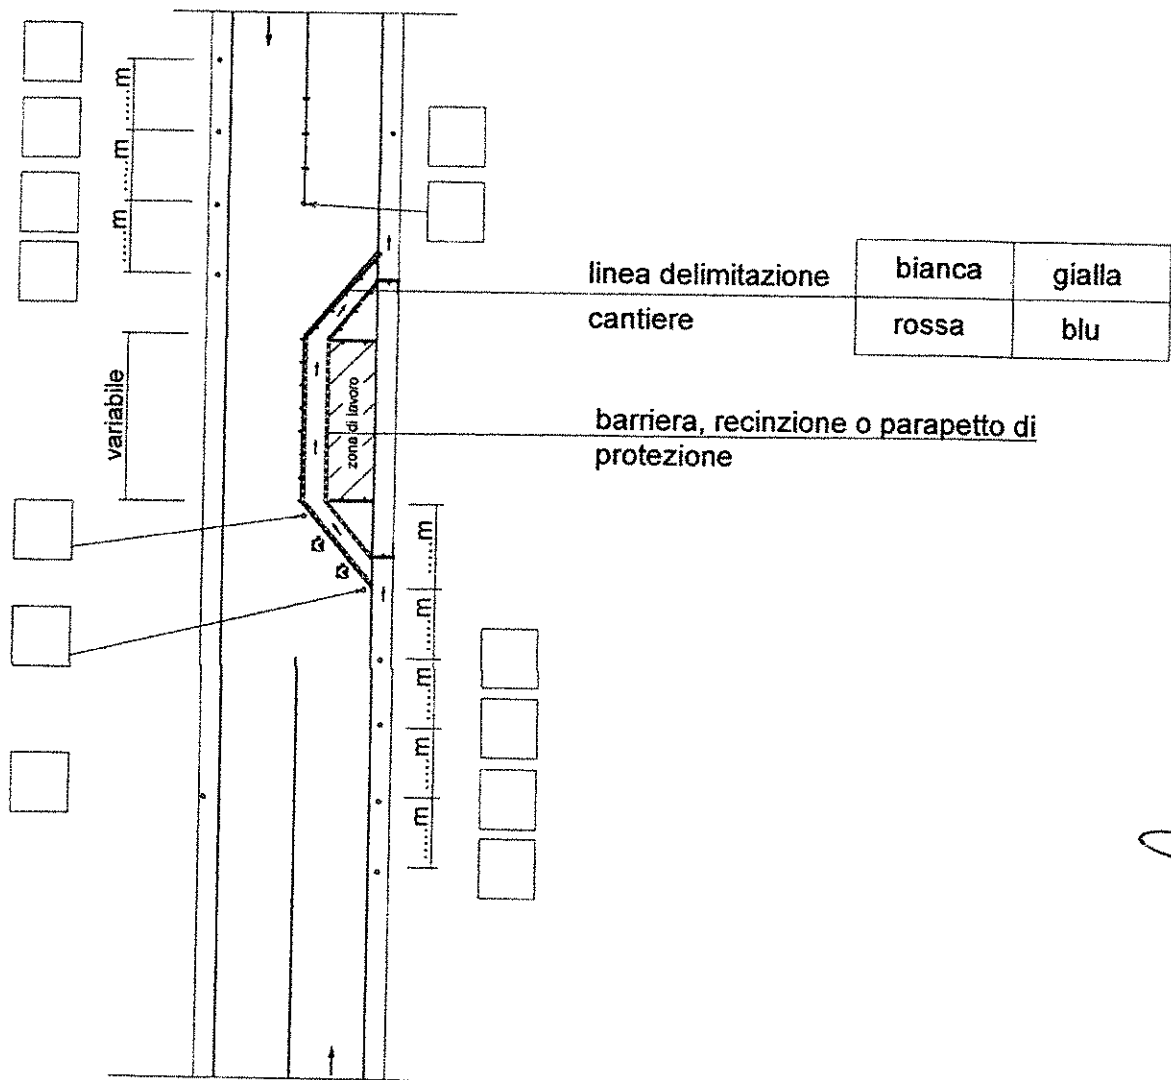 .....m
.....m
.....m
linea delimitazione
cantiere
bianca gialla
rossa blu
variabile
zona di lavoro
barriera, recinzione o parapetto di
protezione
.....m
.....m
.....m
.....m
.....m